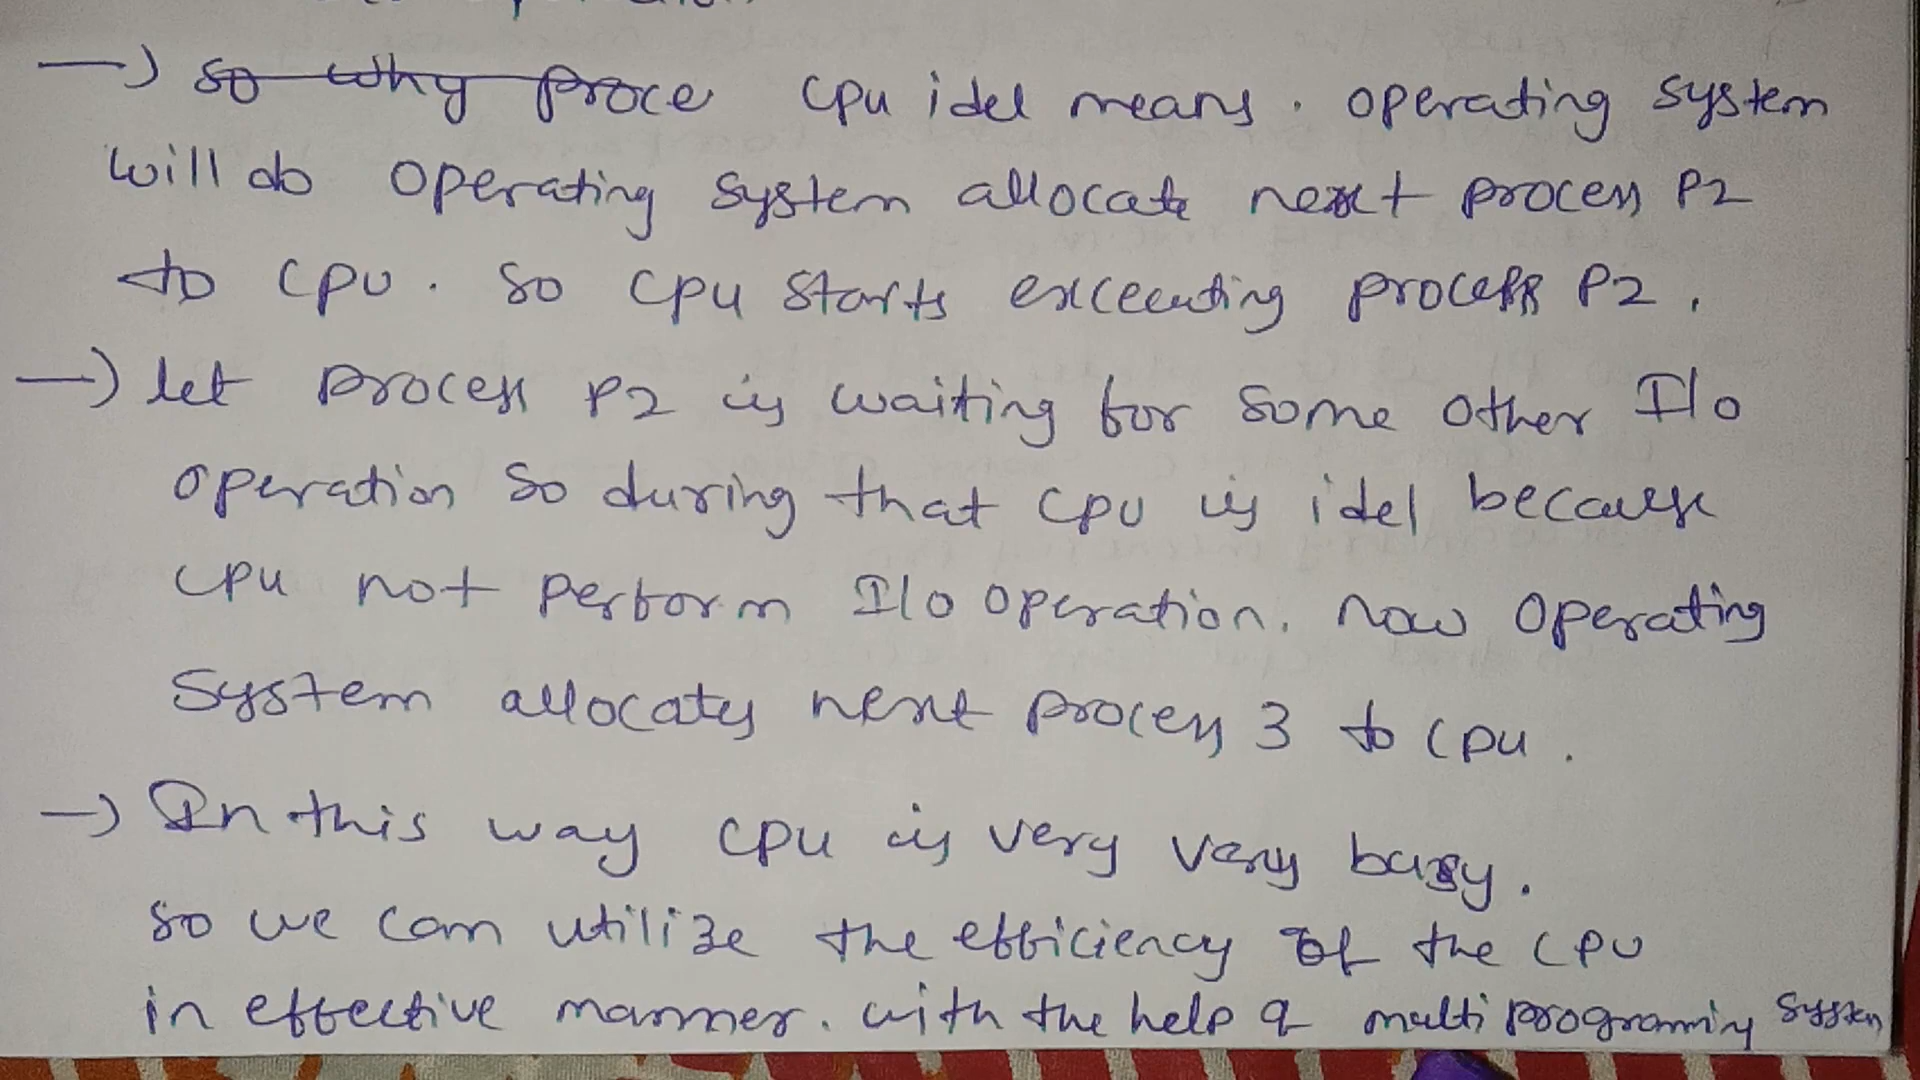 → so why proce cpu idel means. operating system
will do operating system allocate next process P2
to cpu. so cpu starts excecuting process P2.
→ let process P2 is waiting for some other I/o
operation so during that cpu is idel because
cpu not perform I/o operation. now operating
system allocates next process 3 to cpu.
→ In this way cpu is very very busy.
so we can utilize the efficiency of the cpu
in effective manner. with the help of multi programming system